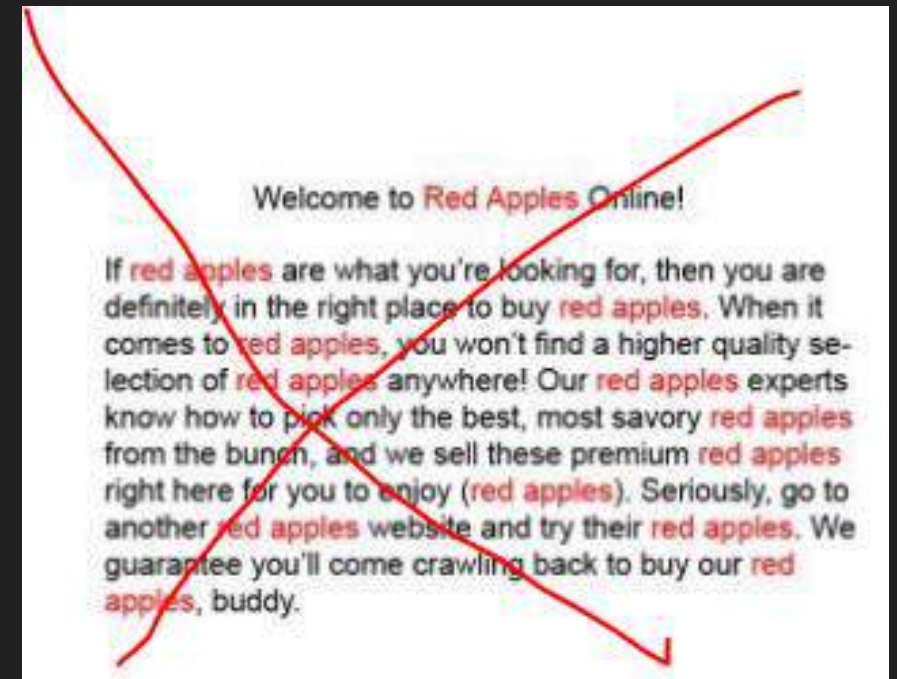 Welcome to Red Apples Online!
If red apples are what you're looking for, then you are
definitely in the right place to buy red apples. When it
comes to red apples, you won't find a higher quality se-
lection of red apples anywhere! Our red apples experts
know how to pick only the best, most savory red apples
from the bunch, and we sell these premium red apples
right here for you to enjoy (red apples). Seriously, go to
another red apples website and try their red apples. We
guarantee you'll come crawling back to buy our red
apples, buddy.